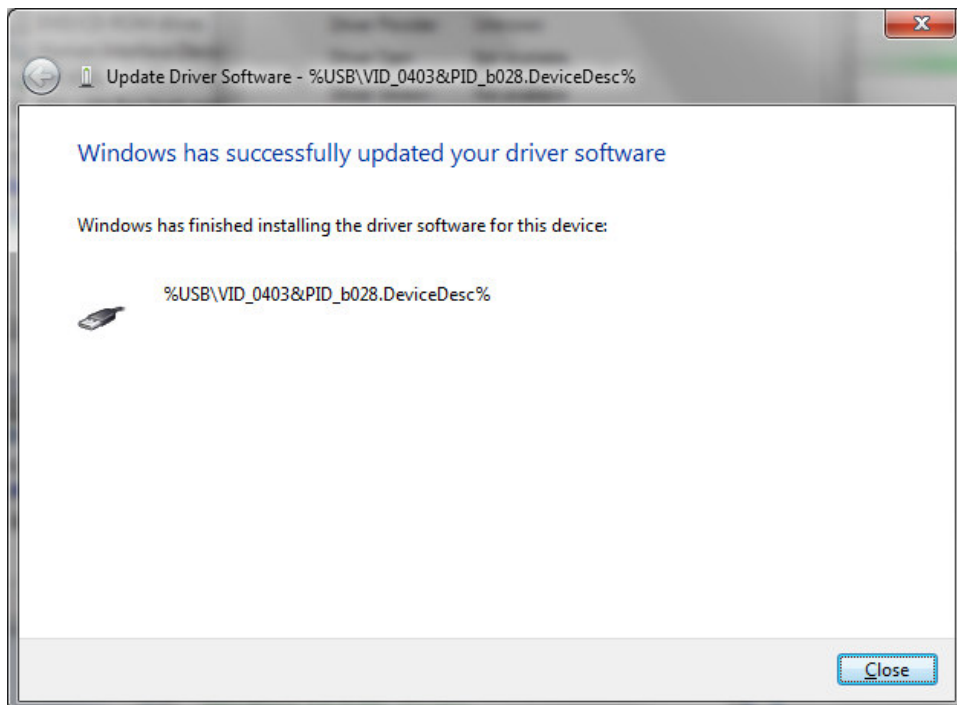 Update Driver Software - %USB\VID_0403&PID_b028.DeviceDesc%
Windows has successfully updated your driver software
Windows has finished installing the driver software for this device:
%USB\VID_0403&PID_b028.DeviceDesc%
Close